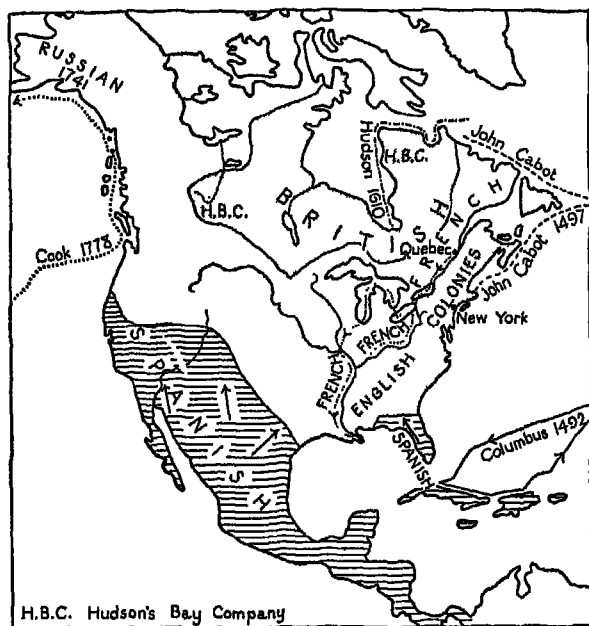 RUSSIAN
1741
Cook 1778
H.B.C.
Hudson 1610
H.B.C.
John Cabot
BRITISH
Quebec
FRENCH
John Cabot 1497
COLONIES
New York
FRENCH
FRENCH
ENGLISH
SPANISH
SPANISH
Columbus 1492
H.B.C. Hudson's Bay Company